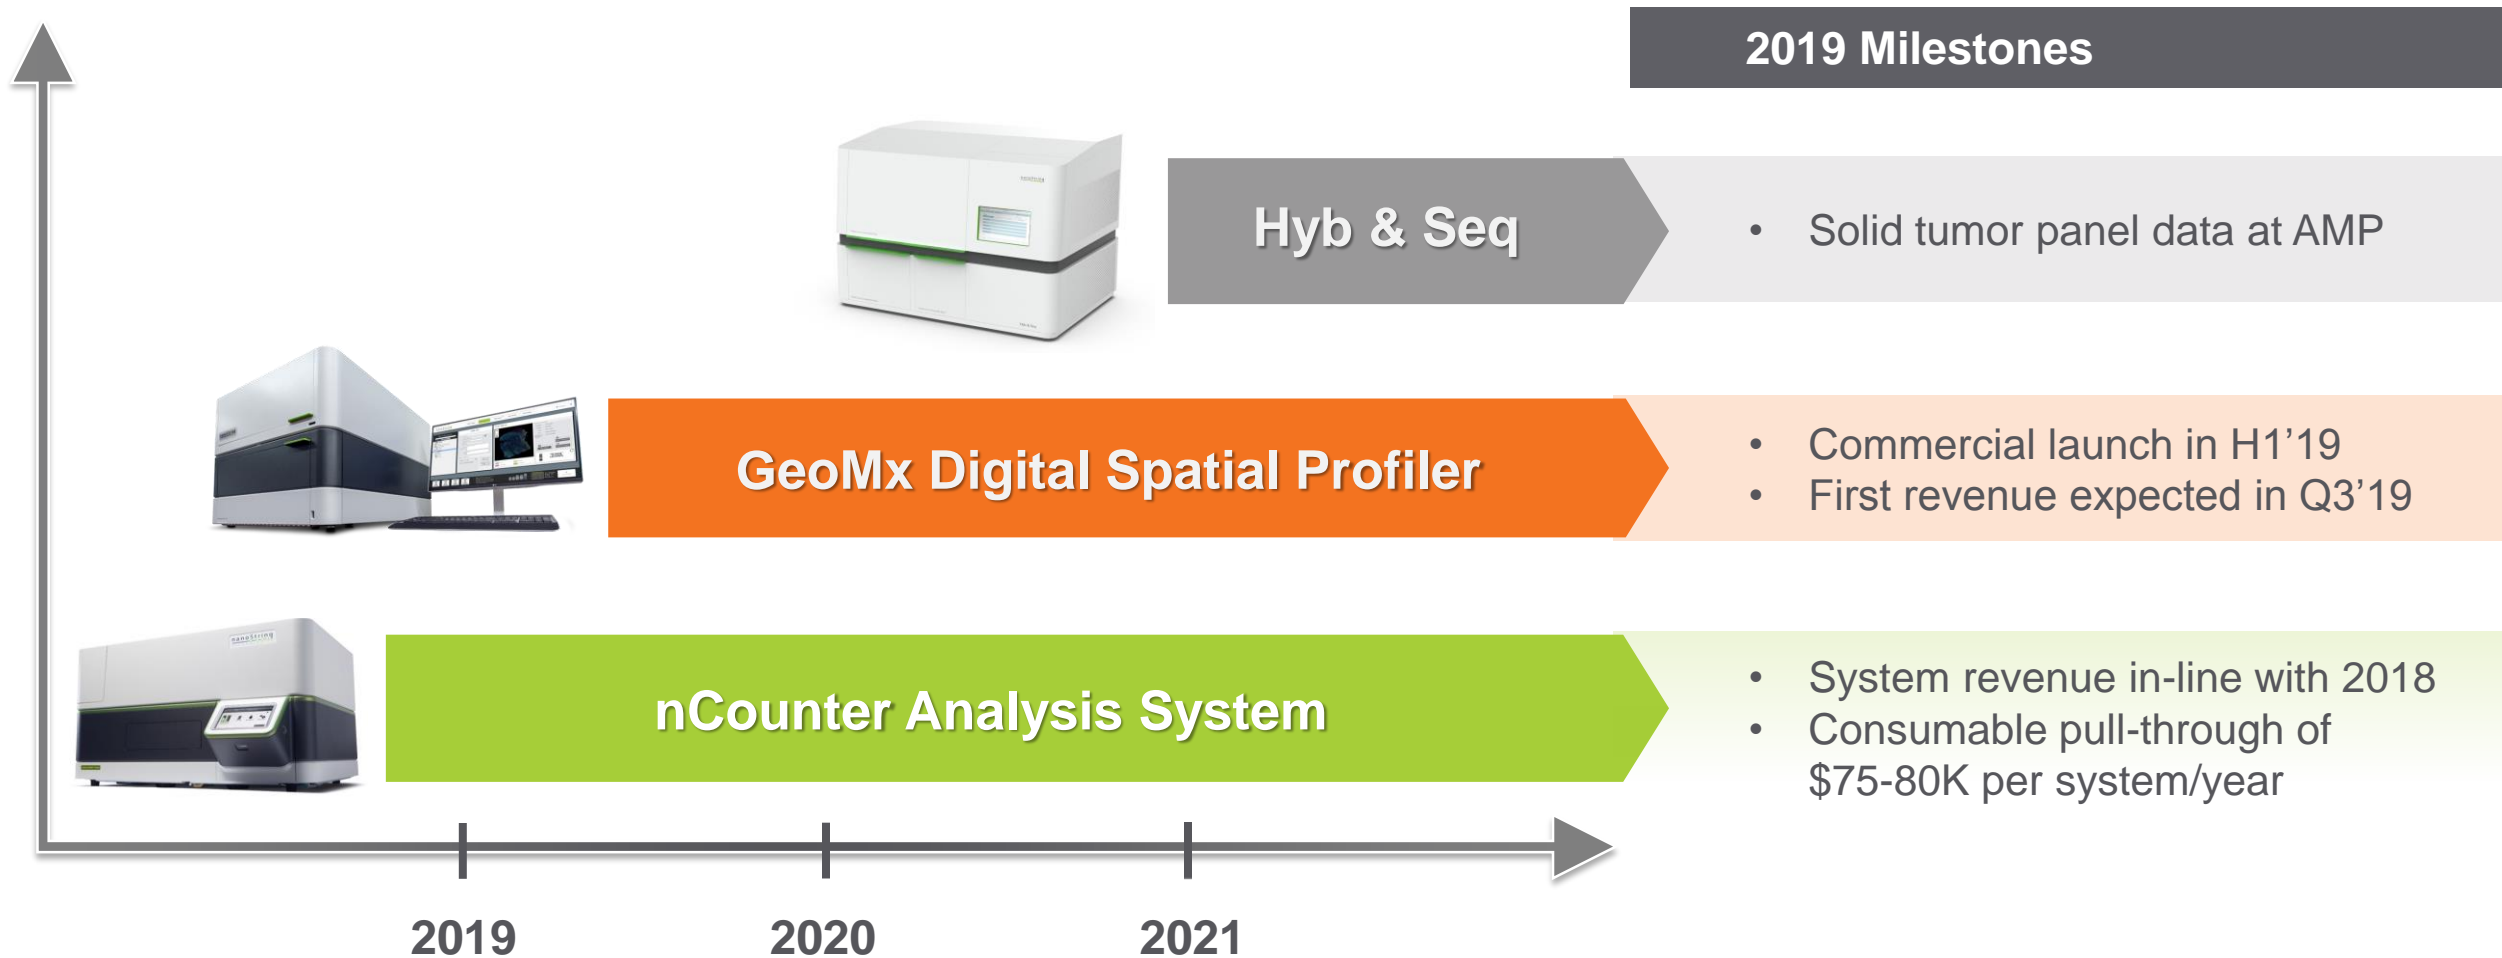 2019 Milestones
Hyb & Seq
• Solid tumor panel data at AMP
GeoMx Digital Spatial Profiler
• Commercial launch in H1’19
• First revenue expected in Q3’19
nanoString
nCounter Analysis System
• System revenue in-line with 2018
• Consumable pull-through of
$75-80K per system/year
2019
2020
2021